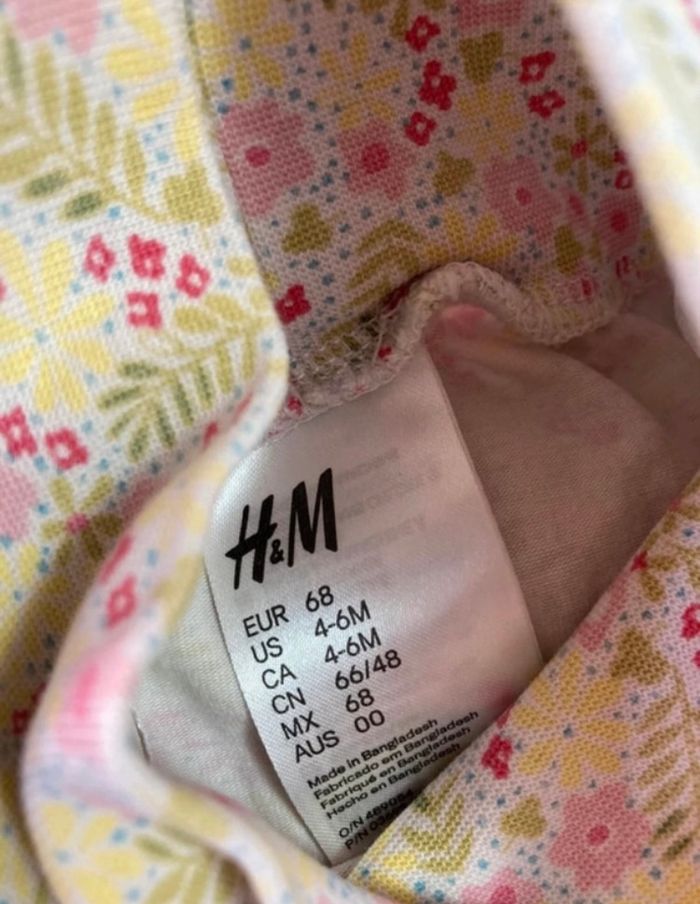 H&M
EUR 68
US 4-6M
CA 4-6M
CN 66/48
MX 68
AUS 00
Made in Bangladesh
Fabricado em Bangladesh
Fabriqué en Bangladesh
Hecho en Bangladesh
O/N
P/N